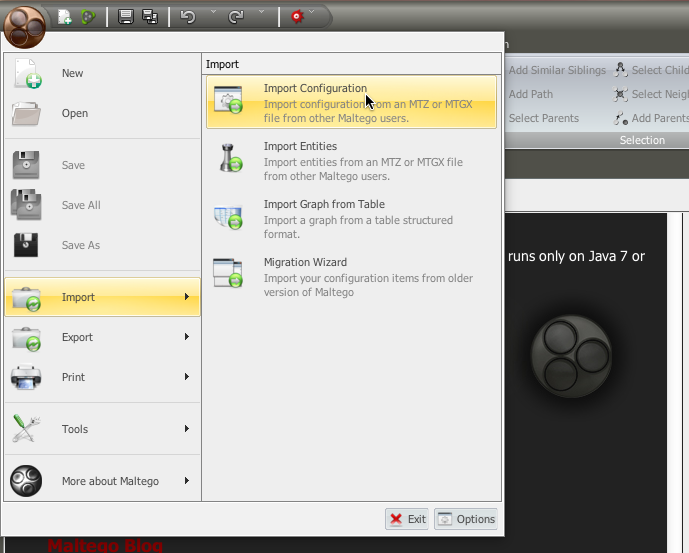 n
New
Open
Save
Save All
Save As
Import
Export
Print
Tools
More about Maltego
Import
Import Configuration
Import configuration from an MTZ or MTGX
file from other Maltego users.
Import Entities
Import entities from an MTZ or MTGX file
from other Maltego users.
Import Graph from Table
Import a graph from a table structured
format.
Migration Wizard
Import your configuration items from older
version of Maltego
Exit
Options
Add Similar Siblings
Select Child
Add Path
Select Neigh
Select Parents
Add Parents
Selection
runs only on Java 7 or
Maltego Blog